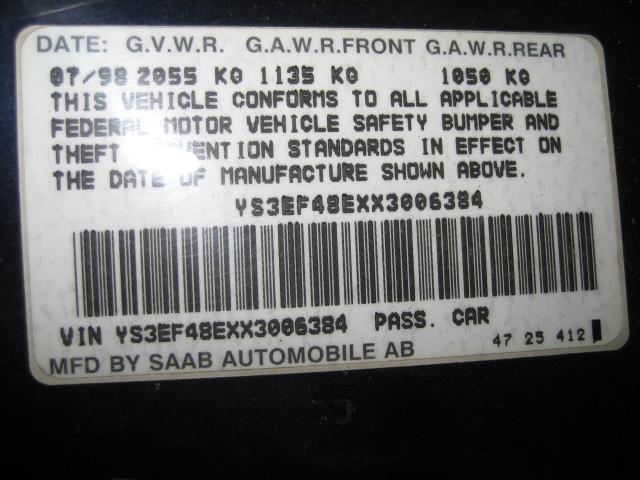 DATE: G.V.W.R. G.A.W.R.FRONT G.A.W.R.REAR
07/98 2055 KG 1135 KG 1050 KG
THIS VEHICLE CONFORMS TO ALL APPLICABLE
FEDERAL MOTOR VEHICLE SAFETY BUMPER AND
THEFT PREVENTION STANDARDS IN EFFECT ON
THE DATE OF MANUFACTURE SHOWN ABOVE.
YS3EF48EXX3006384
VIN YS3EF48EXX3006384 PASS. CAR
47 25 412
MFD BY SAAB AUTOMOBILE AB